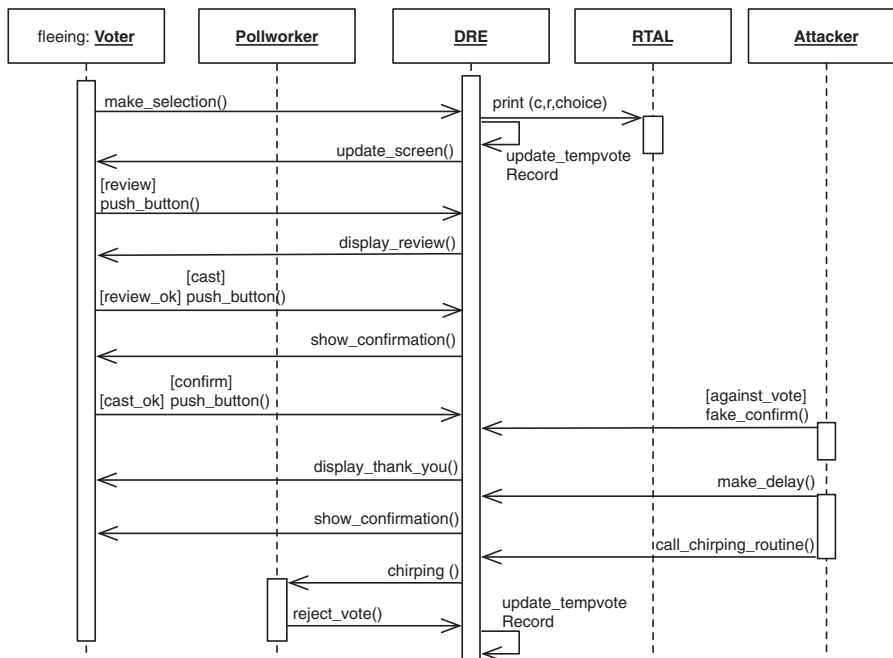 fleeing: Voter
Pollworker
DRE
RTAL
Attacker
make_selection()
print (c,r,choice)
update_tempvote
Record
update_screen()
[review]
push_button()
display_review()
[cast]
[review_ok] push_button()
show_confirmation()
[confirm]
[cast_ok] push_button()
[against_vote]
fake_confirm()
display_thank_you()
make_delay()
show_confirmation()
call_chirping_routine()
chirping ()
reject_vote()
update_tempvote
Record